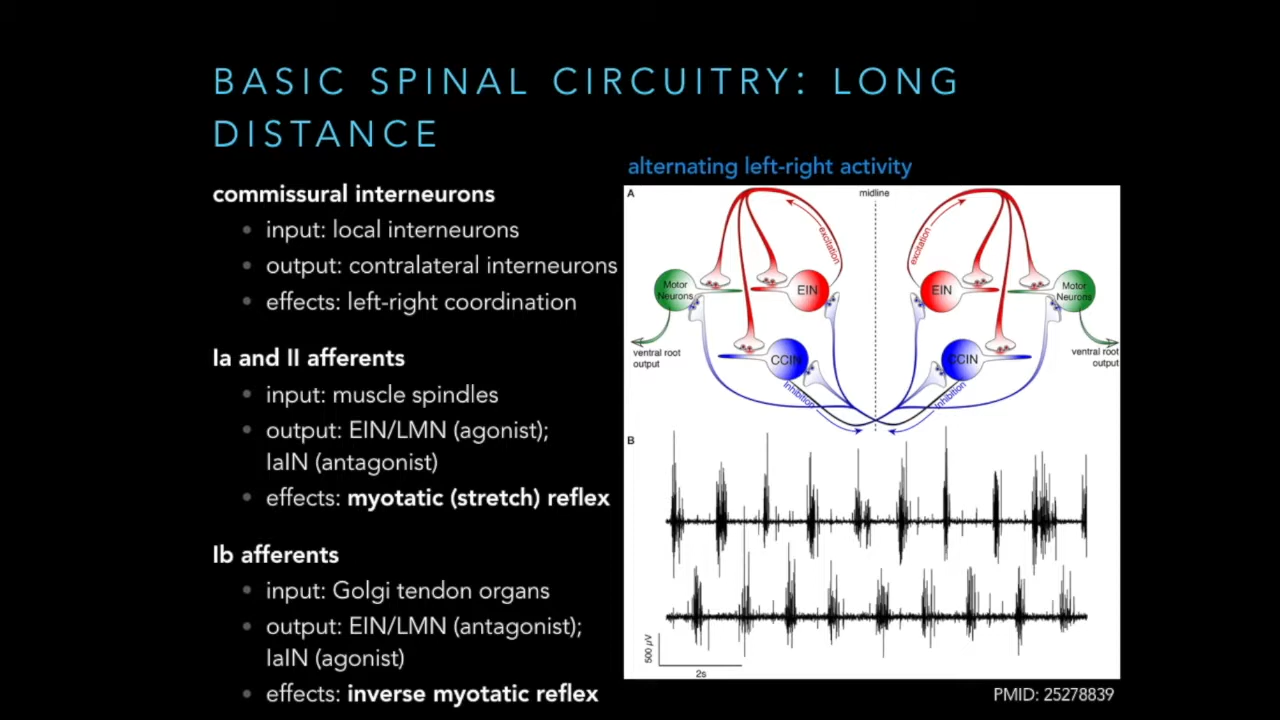 BASIC SPINAL CIRCUITRY: LONG
DISTANCE
commissural interneurons
input: local interneurons
output: contralateral interneurons
effects: left-right coordination
Ia and II afferents
input: muscle spindles
output: EIN/LMN (agonist);
IaIN (antagonist)
effects: myotatic (stretch) reflex
Ib afferents
input: Golgi tendon organs
output: EIN/LMN (antagonist);
IaIN (agonist)
effects: inverse myotatic reflex
alternating left-right activity
A
midline
excitation
excitation
Motor
Neurons
EIN
EIN
Motor
Neurons
ventral root
output
CCIN
CCIN
ventral root
output
Inhibition
Inhibition
B
500 µV
2s
PMID: 25278839